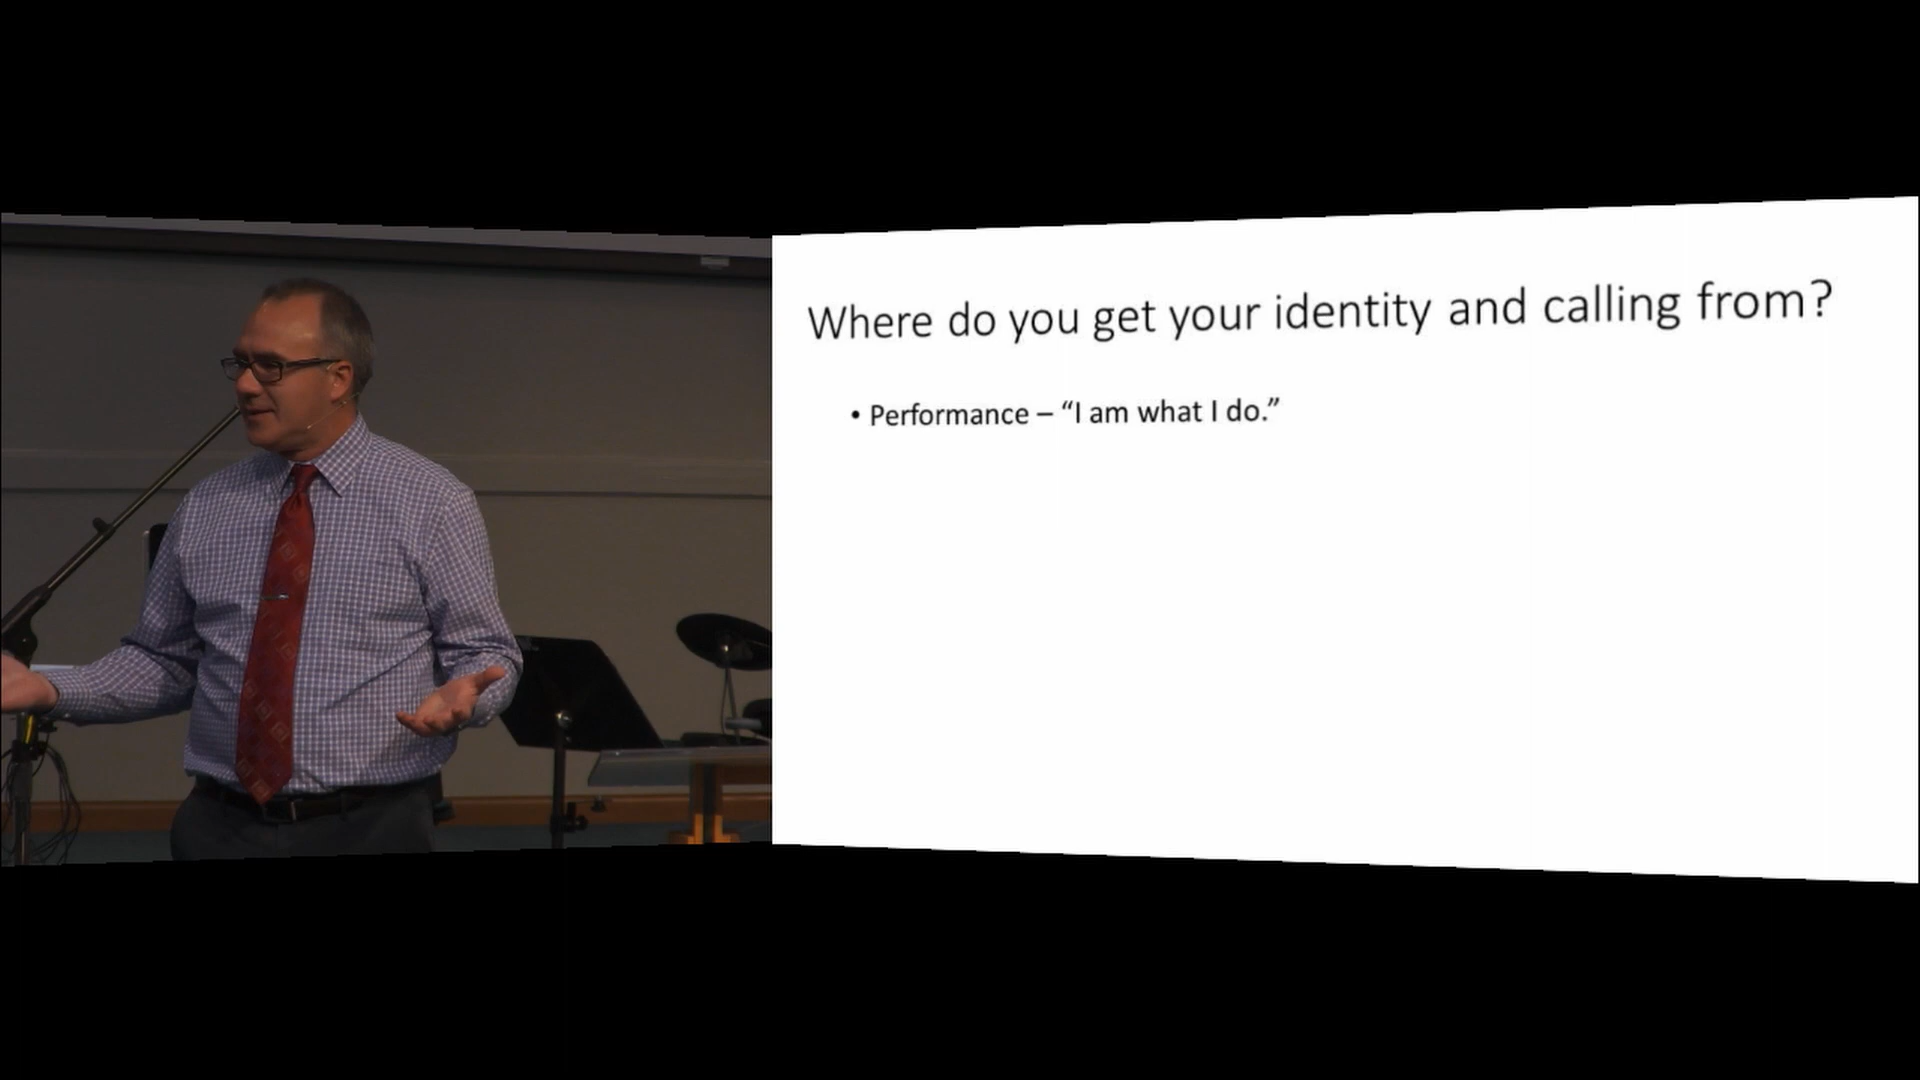 Where do you get your identity and calling from?
• Performance – “I am what I do.”